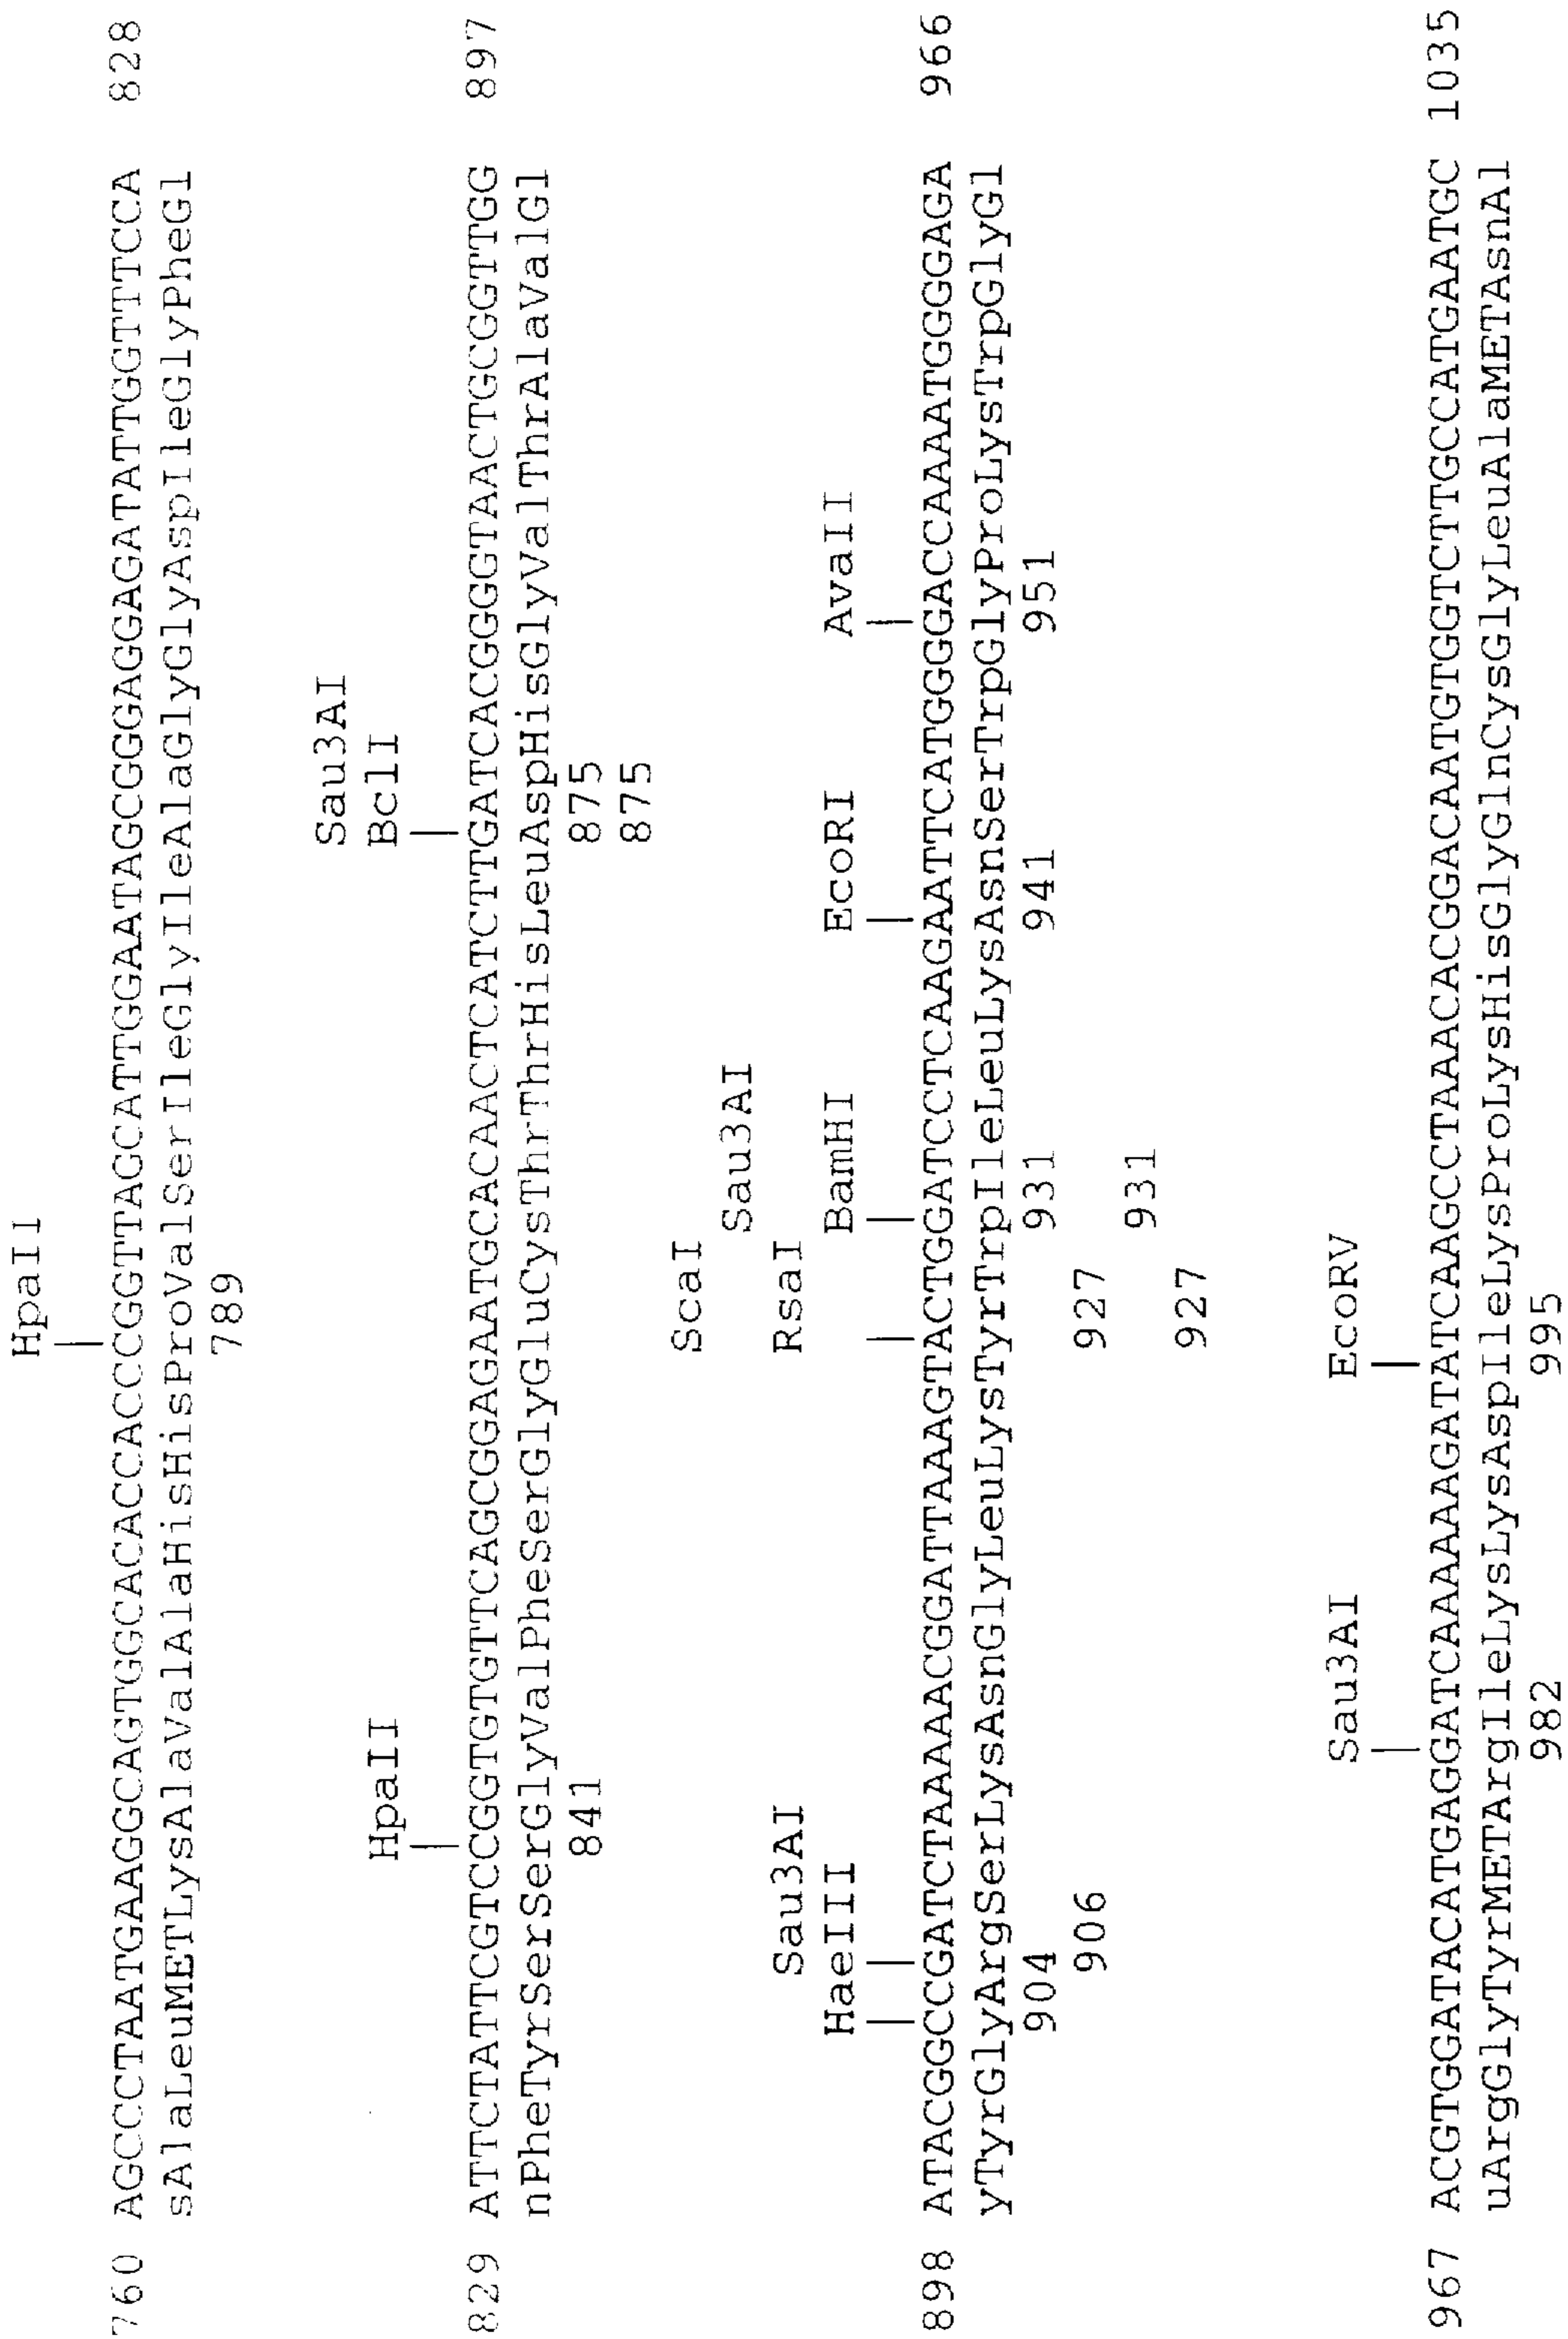 HpaII
760 AGCCCTAATGAAGGCAGTGGCACACCACCCGGTTAGCATTGGAATAGCGGGAGGAGATATTGGTTTCCA 828
sAlaLeuMETLysAlaValAlaHisHisProValSerIleGlyIleAlaGlyGlyAspIleGlyPheGl
789
Sau3AI
HpaII BclI
829 ATTCTATTCGTCCGGTGTGTTCAGCGGAGAATGCACAACTCATCTTGATCACGGGGTAACTGCGGTTGG 897
nPheTyrSerSerGlyValPheSerGlyGluCysThrThrHisLeuAspHisGlyValThrAlaValGl
841 875
875
ScaI
Sau3AI
Sau3AI RsaI
HaeIII BamHI EcoRI AvaII
898 ATACGGCCGATCTAAAAACGGATTAAAGTACTGGATCCTCAAGAATTCATGGGGACCAAAATGGGGAGA 966
yTyrGlyArgSerLysAsnGlyLeuLysTyrTrpIleLeuLysAsnSerTrpGlyProLysTrpGlyGl
904 931 941 951
906 927
931
927
Sau3AI EcoRV
967 ACGTGGATACATGAGGATCAAAAAAGATATCAAGCCTAAACACGGACAATGTGGTCTTGCCATGAATGC 1035
uArgGlyTyrMETArgIleLysLysAspIleLysProLysHisGlyGlnCysGlyLeuAlaMETAsnAl
982 995